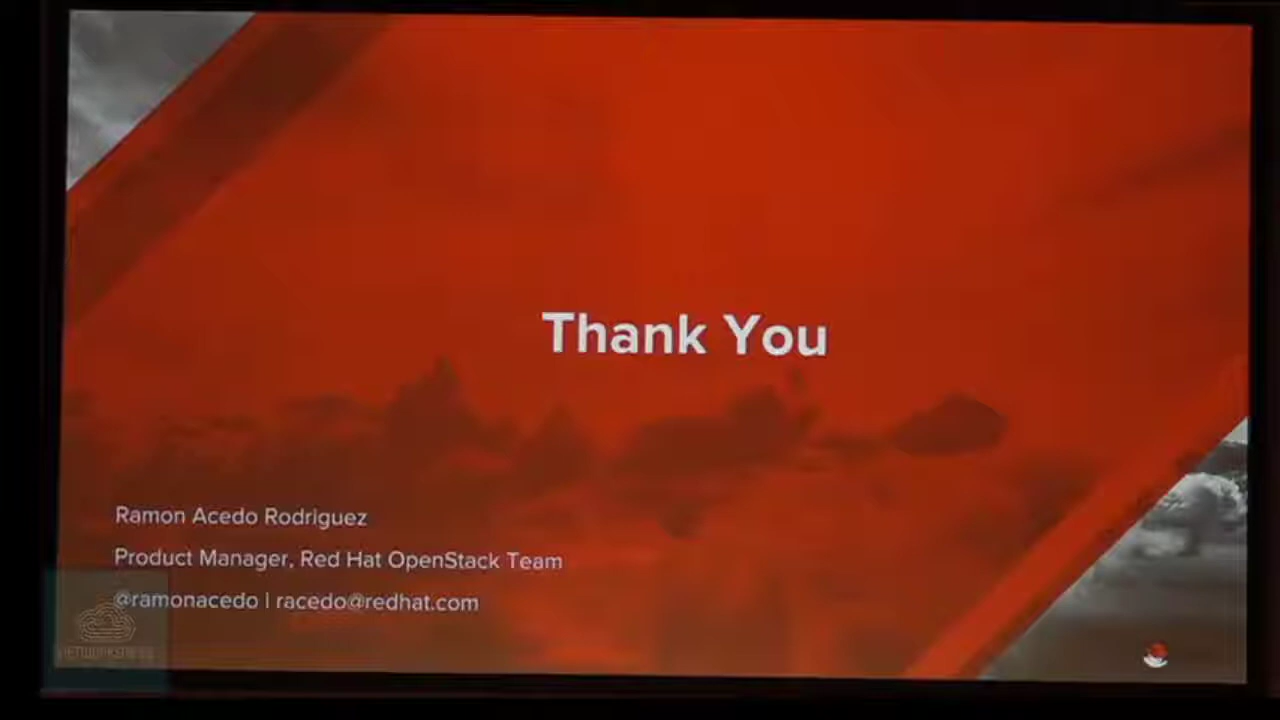 Thank You
Ramon Acedo Rodriguez
Product Manager, Red Hat OpenStack Team
@ramonacedo | racedo@redhat.com